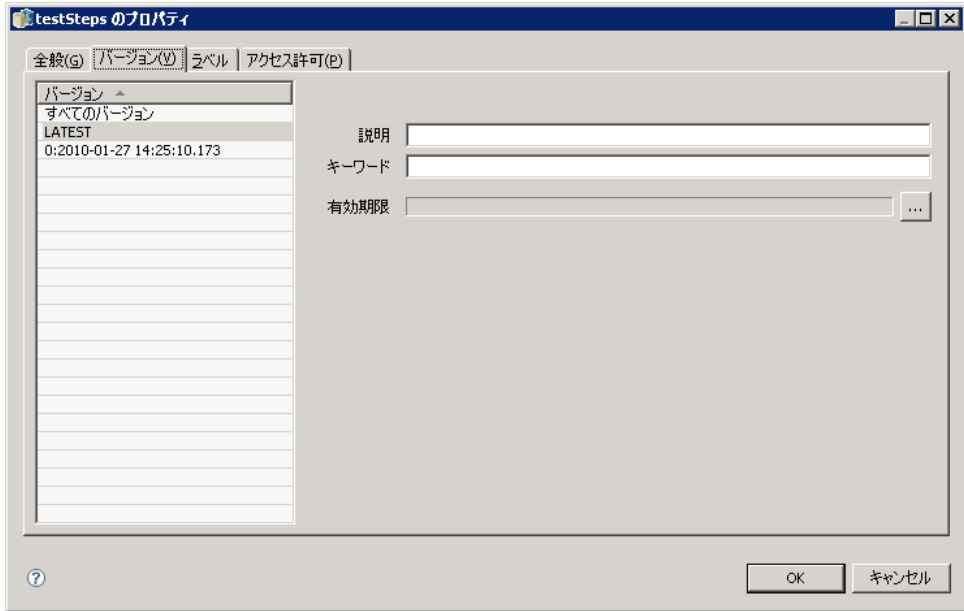 testSteps のプロパティ
全般(G) バージョン(V) ラベル アクセス許可(P)
バージョン
すべてのバージョン
LATEST
0:2010-01-27 14:25:10.173
説明
キーワード
有効期限 ...
? OK キャンセル